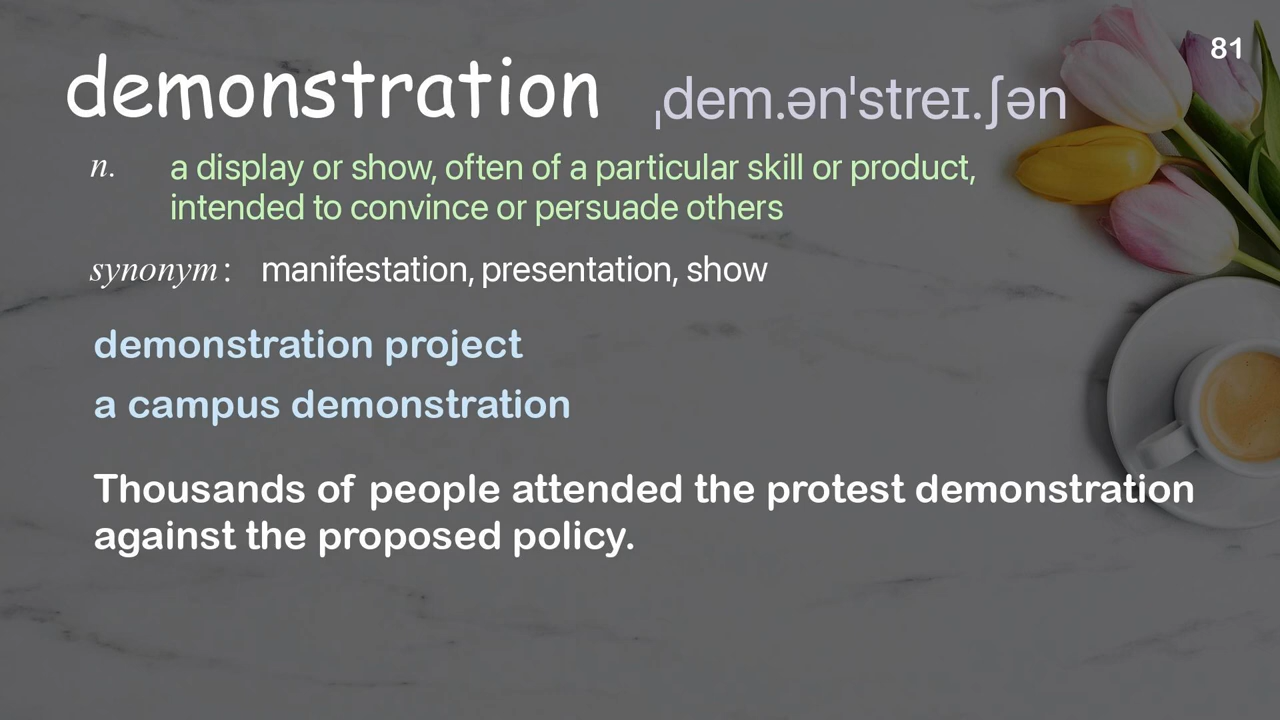 81
demonstration ˌdem.ənˈstreɪ.ʃən
n. a display or show, often of a particular skill or product,
intended to convince or persuade others
synonym : manifestation, presentation, show
demonstration project
a campus demonstration
Thousands of people attended the protest demonstration
against the proposed policy.